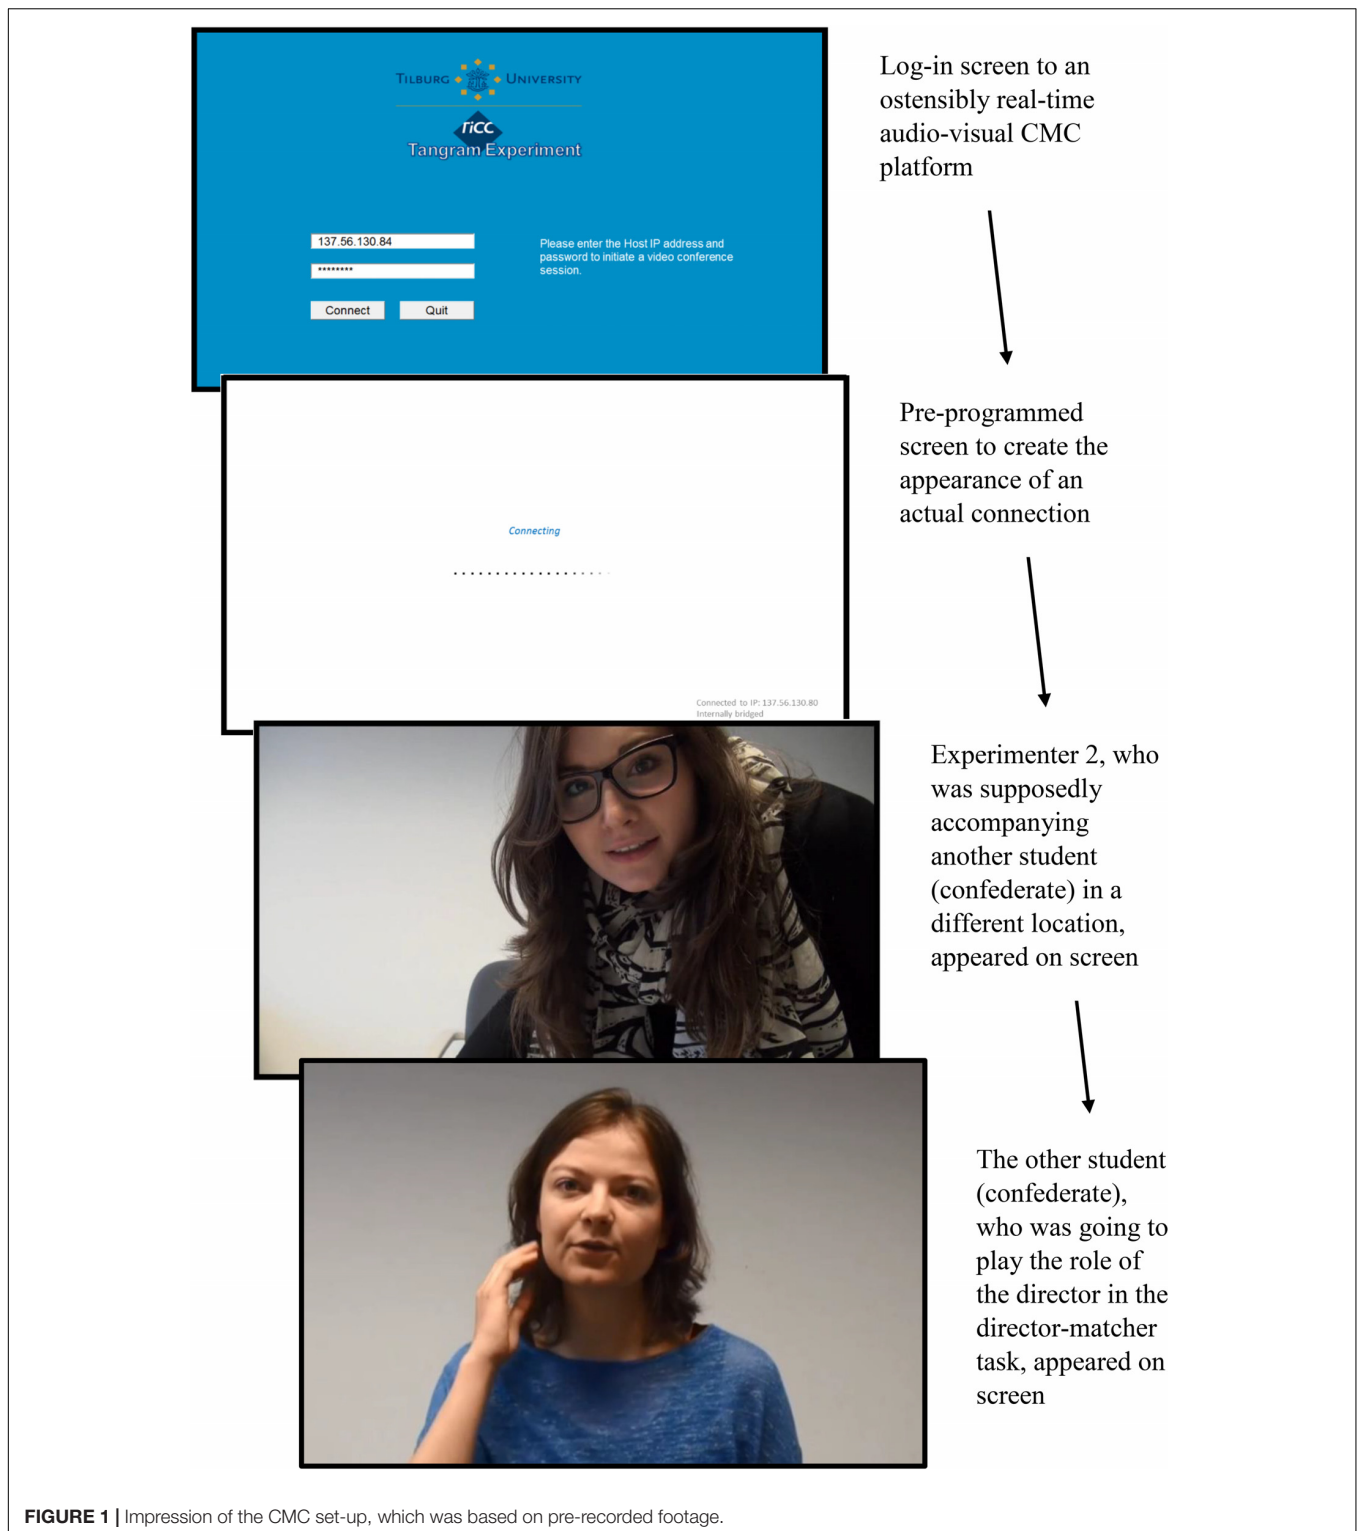 TILBURG UNIVERSITY
TiCC
Tangram Experiment
137.56.130.84
********
Please enter the Host IP address and
password to initiate a video conference
session.
Connect Quit
Log-in screen to an
ostensibly real-time
audio-visual CMC
platform
Connecting
Connected to IP: 137.56.130.80
Internally bridged
Pre-programmed
screen to create the
appearance of an
actual connection
Experimenter 2, who
was supposedly
accompanying
another student
(confederate) in a
different location,
appeared on screen
The other student
(confederate),
who was going to
play the role of
the director in the
director-matcher
task, appeared on
screen
FIGURE 1 | Impression of the CMC set-up, which was based on pre-recorded footage.